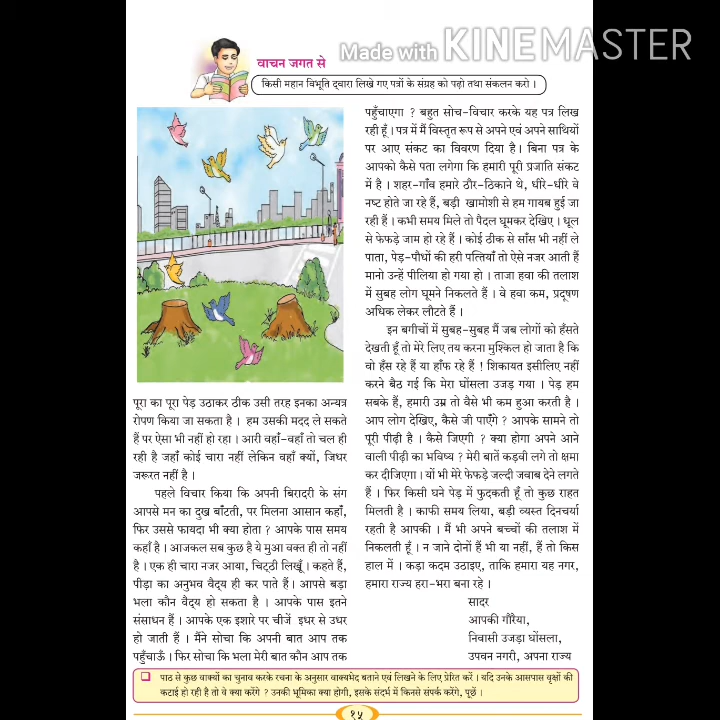 Made with KINEMASTER
वाचन जगत से
किसी महान विभूति द्वारा लिखे गए पत्रों के संग्रह को पढ़ो तथा संकलन करो ।
पूरा का पूरा पेड़ उठाकर ठीक उसी तरह इनका अन्यत्र
रोपण किया जा सकता है । हम उसकी मदद ले सकते
हैं पर ऐसा भी नहीं हो रहा । आरी वहाँ-वहाँ तो चल ही
रही है जहाँ कोई चारा नहीं लेकिन वहाँ क्यों, जिधर
जरूरत नहीं है ।
पहले विचार किया कि अपनी बिरादरी के संग
आपसे मन का दुख बाँटती, पर मिलना आसान कहाँ,
फिर उससे फायदा भी क्या होता ? आपके पास समय
कहाँ है । आजकल सब कुछ है ये मुआ वक्त ही तो नहीं
है । एक ही चारा नजर आया, चिट्ठी लिखूँ । कहते हैं,
पीड़ा का अनुभव वैद्य ही कर पाते हैं । आपसे बड़ा
भला कौन वैद्य हो सकता है । आपके पास इतने
संसाधन हैं । आपके एक इशारे पर चीजें इधर से उधर
हो जाती हैं । मैंने सोचा कि अपनी बात आप तक
पहुँचाऊँ । फिर सोचा कि भला मेरी बात कौन आप तक
पहुँचाएगा ? बहुत सोच-विचार करके यह पत्र लिख
रही हूँ । पत्र में मैं विस्तृत रूप से अपने एवं अपने साथियों
पर आए संकट का विवरण दिया है । बिना पत्र के
आपको कैसे पता लगेगा कि हमारी पूरी प्रजाति संकट
में है । शहर-गाँव हमारे ठौर-ठिकाने थे, धीरे-धीरे वे
नष्ट होते जा रहे हैं, बड़ी खामोशी से हम गायब हुई जा
रही हैं । कभी समय मिले तो पैदल घूमकर देखिए । धूल
से फेफड़े जाम हो रहे हैं । कोई ठीक से साँस भी नहीं ले
पाता, पेड़-पौधों की हरी पत्तियाँ तो ऐसे नजर आती हैं
मानो उन्हें पीलिया हो गया हो । ताजा हवा की तलाश
में सुबह लोग घूमने निकलते हैं । वे हवा कम, प्रदूषण
अधिक लेकर लौटते हैं ।
इन बगीचों में सुबह-सुबह मैं जब लोगों को हँसते
देखती हूँ तो मेरे लिए तय करना मुश्किल हो जाता है कि
वो हँस रहे हैं या हाँफ रहे हैं ! शिकायत इसीलिए नहीं
करने बैठ गई कि मेरा घोंसला उजड़ गया । पेड़ हम
सबके हैं, हमारी उम्र तो वैसे भी कम हुआ करती है ।
आप लोग देखिए, कैसे जी पाएँगे ? आपके सामने तो
पूरी पीढ़ी है । कैसे जिएगी ? क्या होगा अपने आने
वाली पीढ़ी का भविष्य ? मेरी बातें कड़वी लगे तो क्षमा
कर दीजिएगा । यों भी मेरे फेफड़े जल्दी जवाब देने लगते
हैं । फिर किसी घने पेड़ में फुदकती हूँ तो कुछ राहत
मिलती है । काफी समय लिया, बड़ी व्यस्त दिनचर्या
रहती है आपकी । मैं भी अपने बच्चों की तलाश में
निकलती हूँ । न जाने दोनों हैं भी या नहीं, हैं तो किस
हाल में । कड़ा कदम उठाइए, ताकि हमारा यह नगर,
हमारा राज्य हरा-भरा बना रहे ।
सादर
आपकी गौरैया,
निवासी उजड़ा घोंसला,
उपवन नगरी, अपना राज्य
पाठ से कुछ वाक्यों का चुनाव करके रचना के अनुसार वाक्यभेद बताने एवं लिखने के लिए प्रेरित करें । यदि उनके आसपास वृक्षों की
कटाई हो रही है तो वे क्या करेंगे ? उनकी भूमिका क्या होगी, इसके संदर्भ में किनसे संपर्क करेंगे, पूछें ।
१५